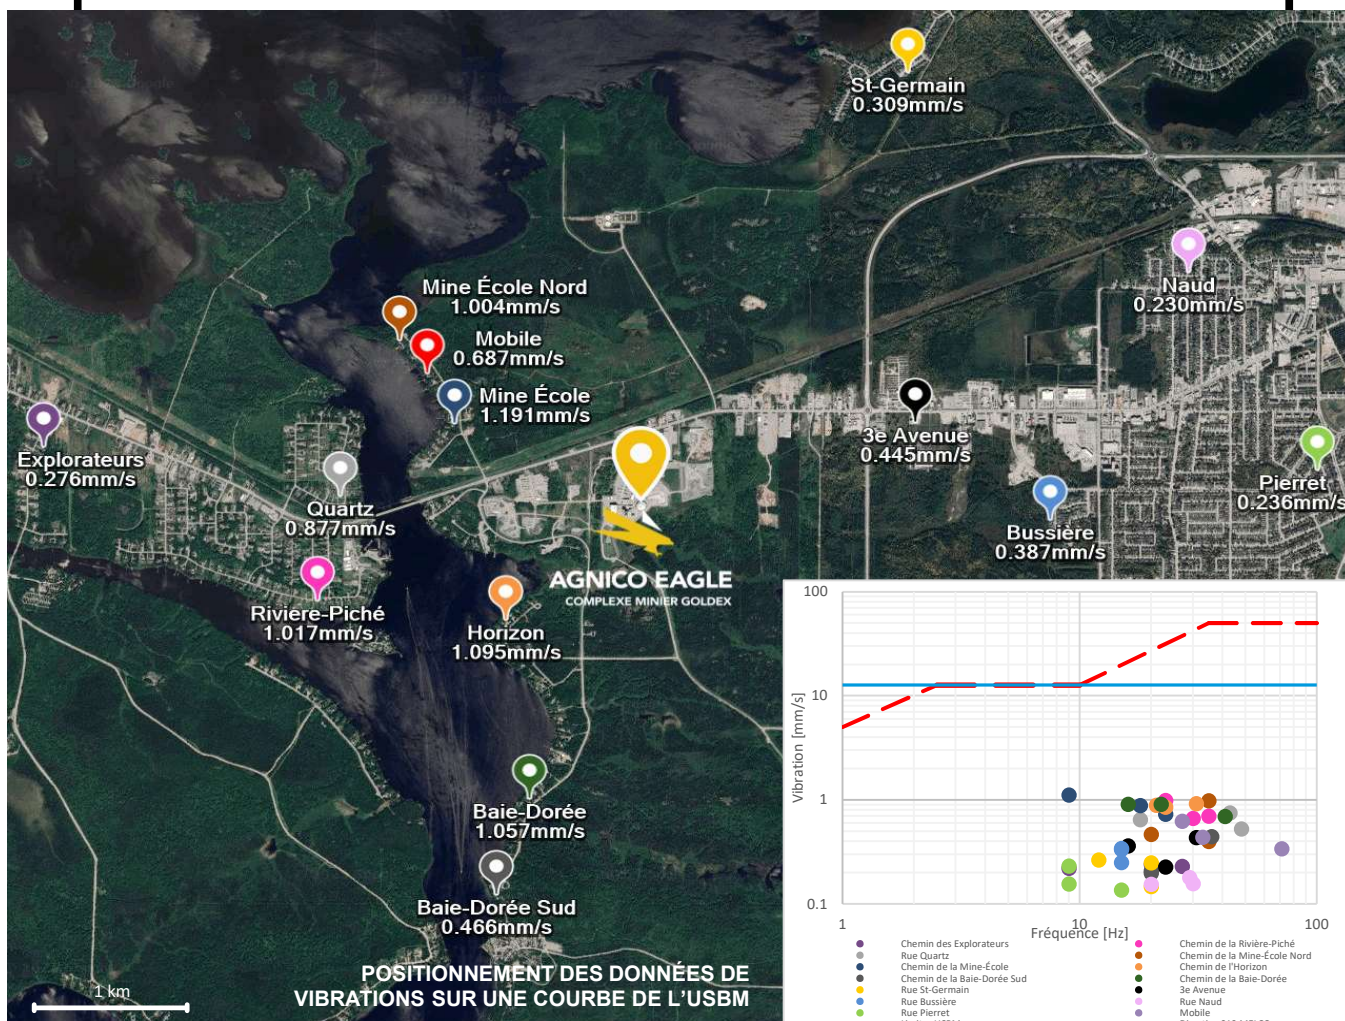 St-Germain
0.309mm/s
Naud
0.230mm/s
Mine École Nord
1.004mm/s
Mobile
0.687mm/s
Mine École
1.191mm/s
Explorateurs
0.276mm/s
Quartz
0.877mm/s
3e Avenue
0.445mm/s
Pierret
0.236mm/s
Bussière
0.387mm/s
AGNICO EAGLE
COMPLEXE MINIER GOLDEX
Riviere-Piché
1.017mm/s
Horizon
1.095mm/s
Baie-Dorée
1.057mm/s
Baie-Dorée Sud
0.466mm/s
POSITIONNEMENT DES DONNÉES DE
VIBRATIONS SUR UNE COURBE DE L'USBM
1 km
100
10
1
0.1
Vibration [mm/s]
1
10
100
Fréquence [Hz]
Chemin des Explorateurs
Chemin de la Rivière-Piché
Rue Quartz
Chemin de la Mine-École Nord
Chemin de la Mine-École
Chemin de l'Horizon
Chemin de la Baie-Dorée Sud
Chemin de la Baie-Dorée
Rue St-Germain
3e Avenue
Rue Bussière
Rue Naud
Rue Pierret
Mobile